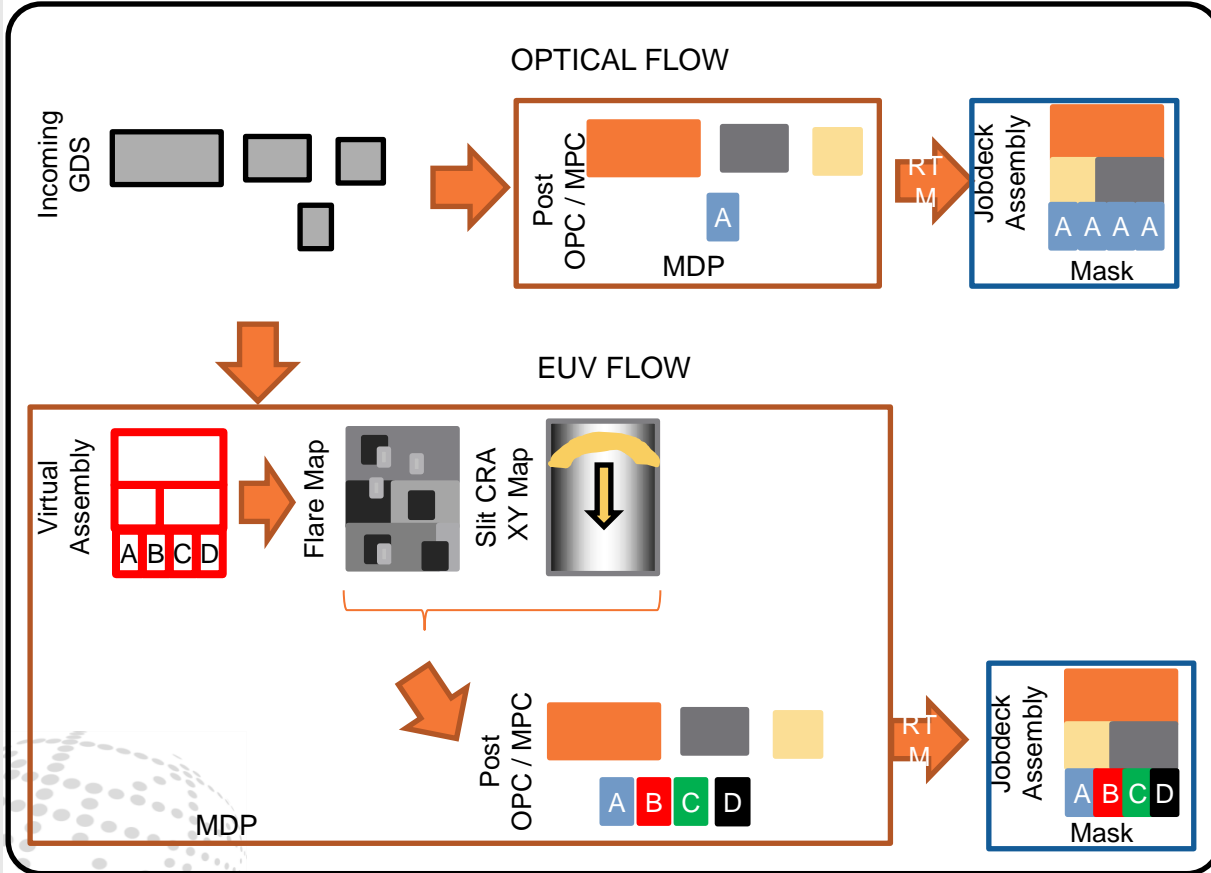 OPTICAL FLOW
Incoming
GDS
Post
OPC / MPC
A
MDP
RT
M
Jobdeck
Assembly
A A A A
Mask
EUV FLOW
Virtual
Assembly
A B C D
Flare Map
Slit CRA
XY Map
Post
OPC / MPC
A B C D
MDP
RT
M
Jobdeck
Assembly
A B C D
Mask